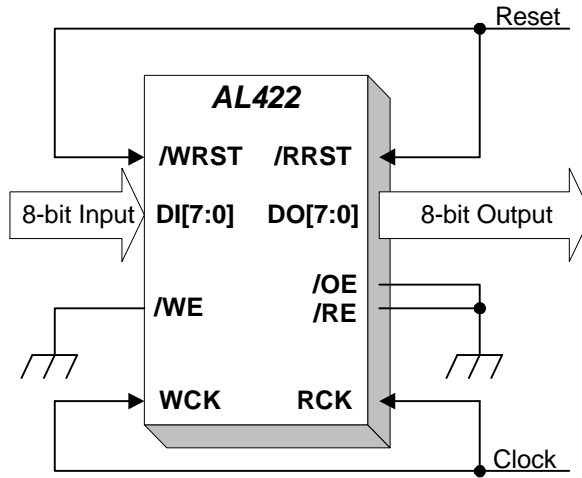 Reset
AL422
/WRST /RRST
8-bit Input DI[7:0] DO[7:0] 8-bit Output
/OE
/WE /RE
WCK RCK
Clock